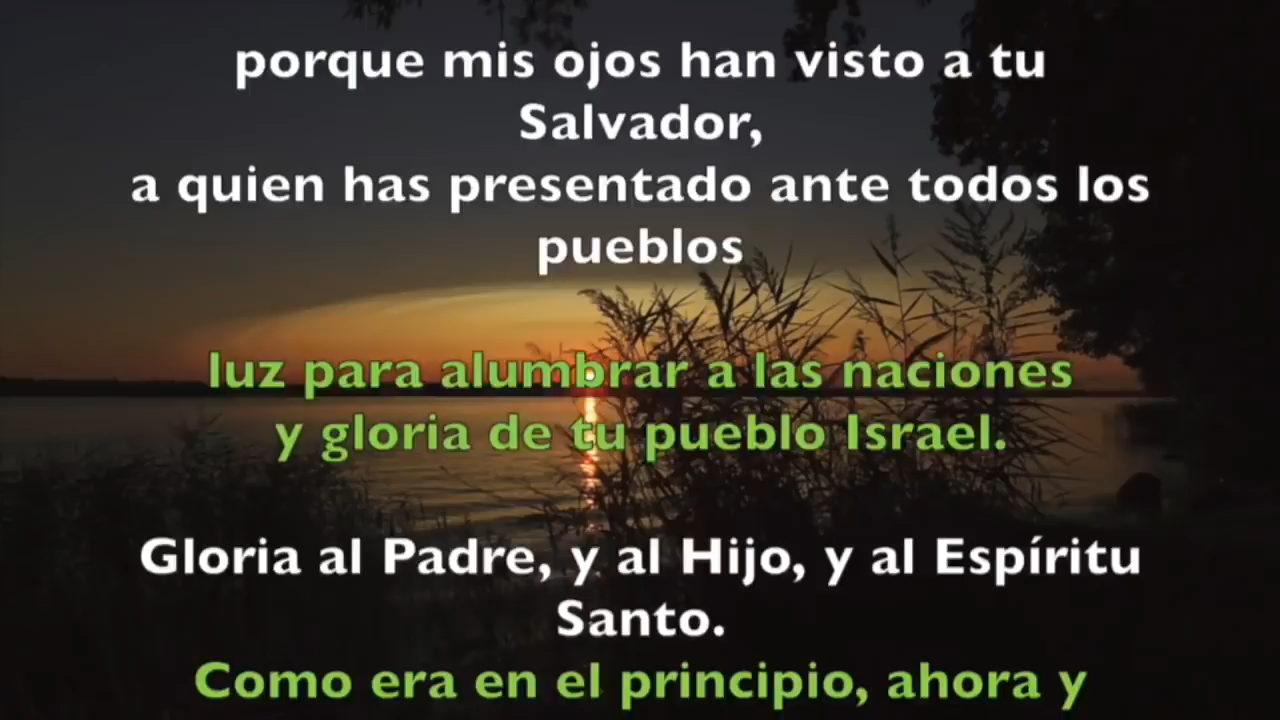 porque mis ojos han visto a tu
Salvador,
a quien has presentado ante todos los
pueblos
luz para alumbrar a las naciones
y gloria de tu pueblo Israel.
Gloria al Padre, y al Hijo, y al Espíritu
Santo.
Como era en el principio, ahora y